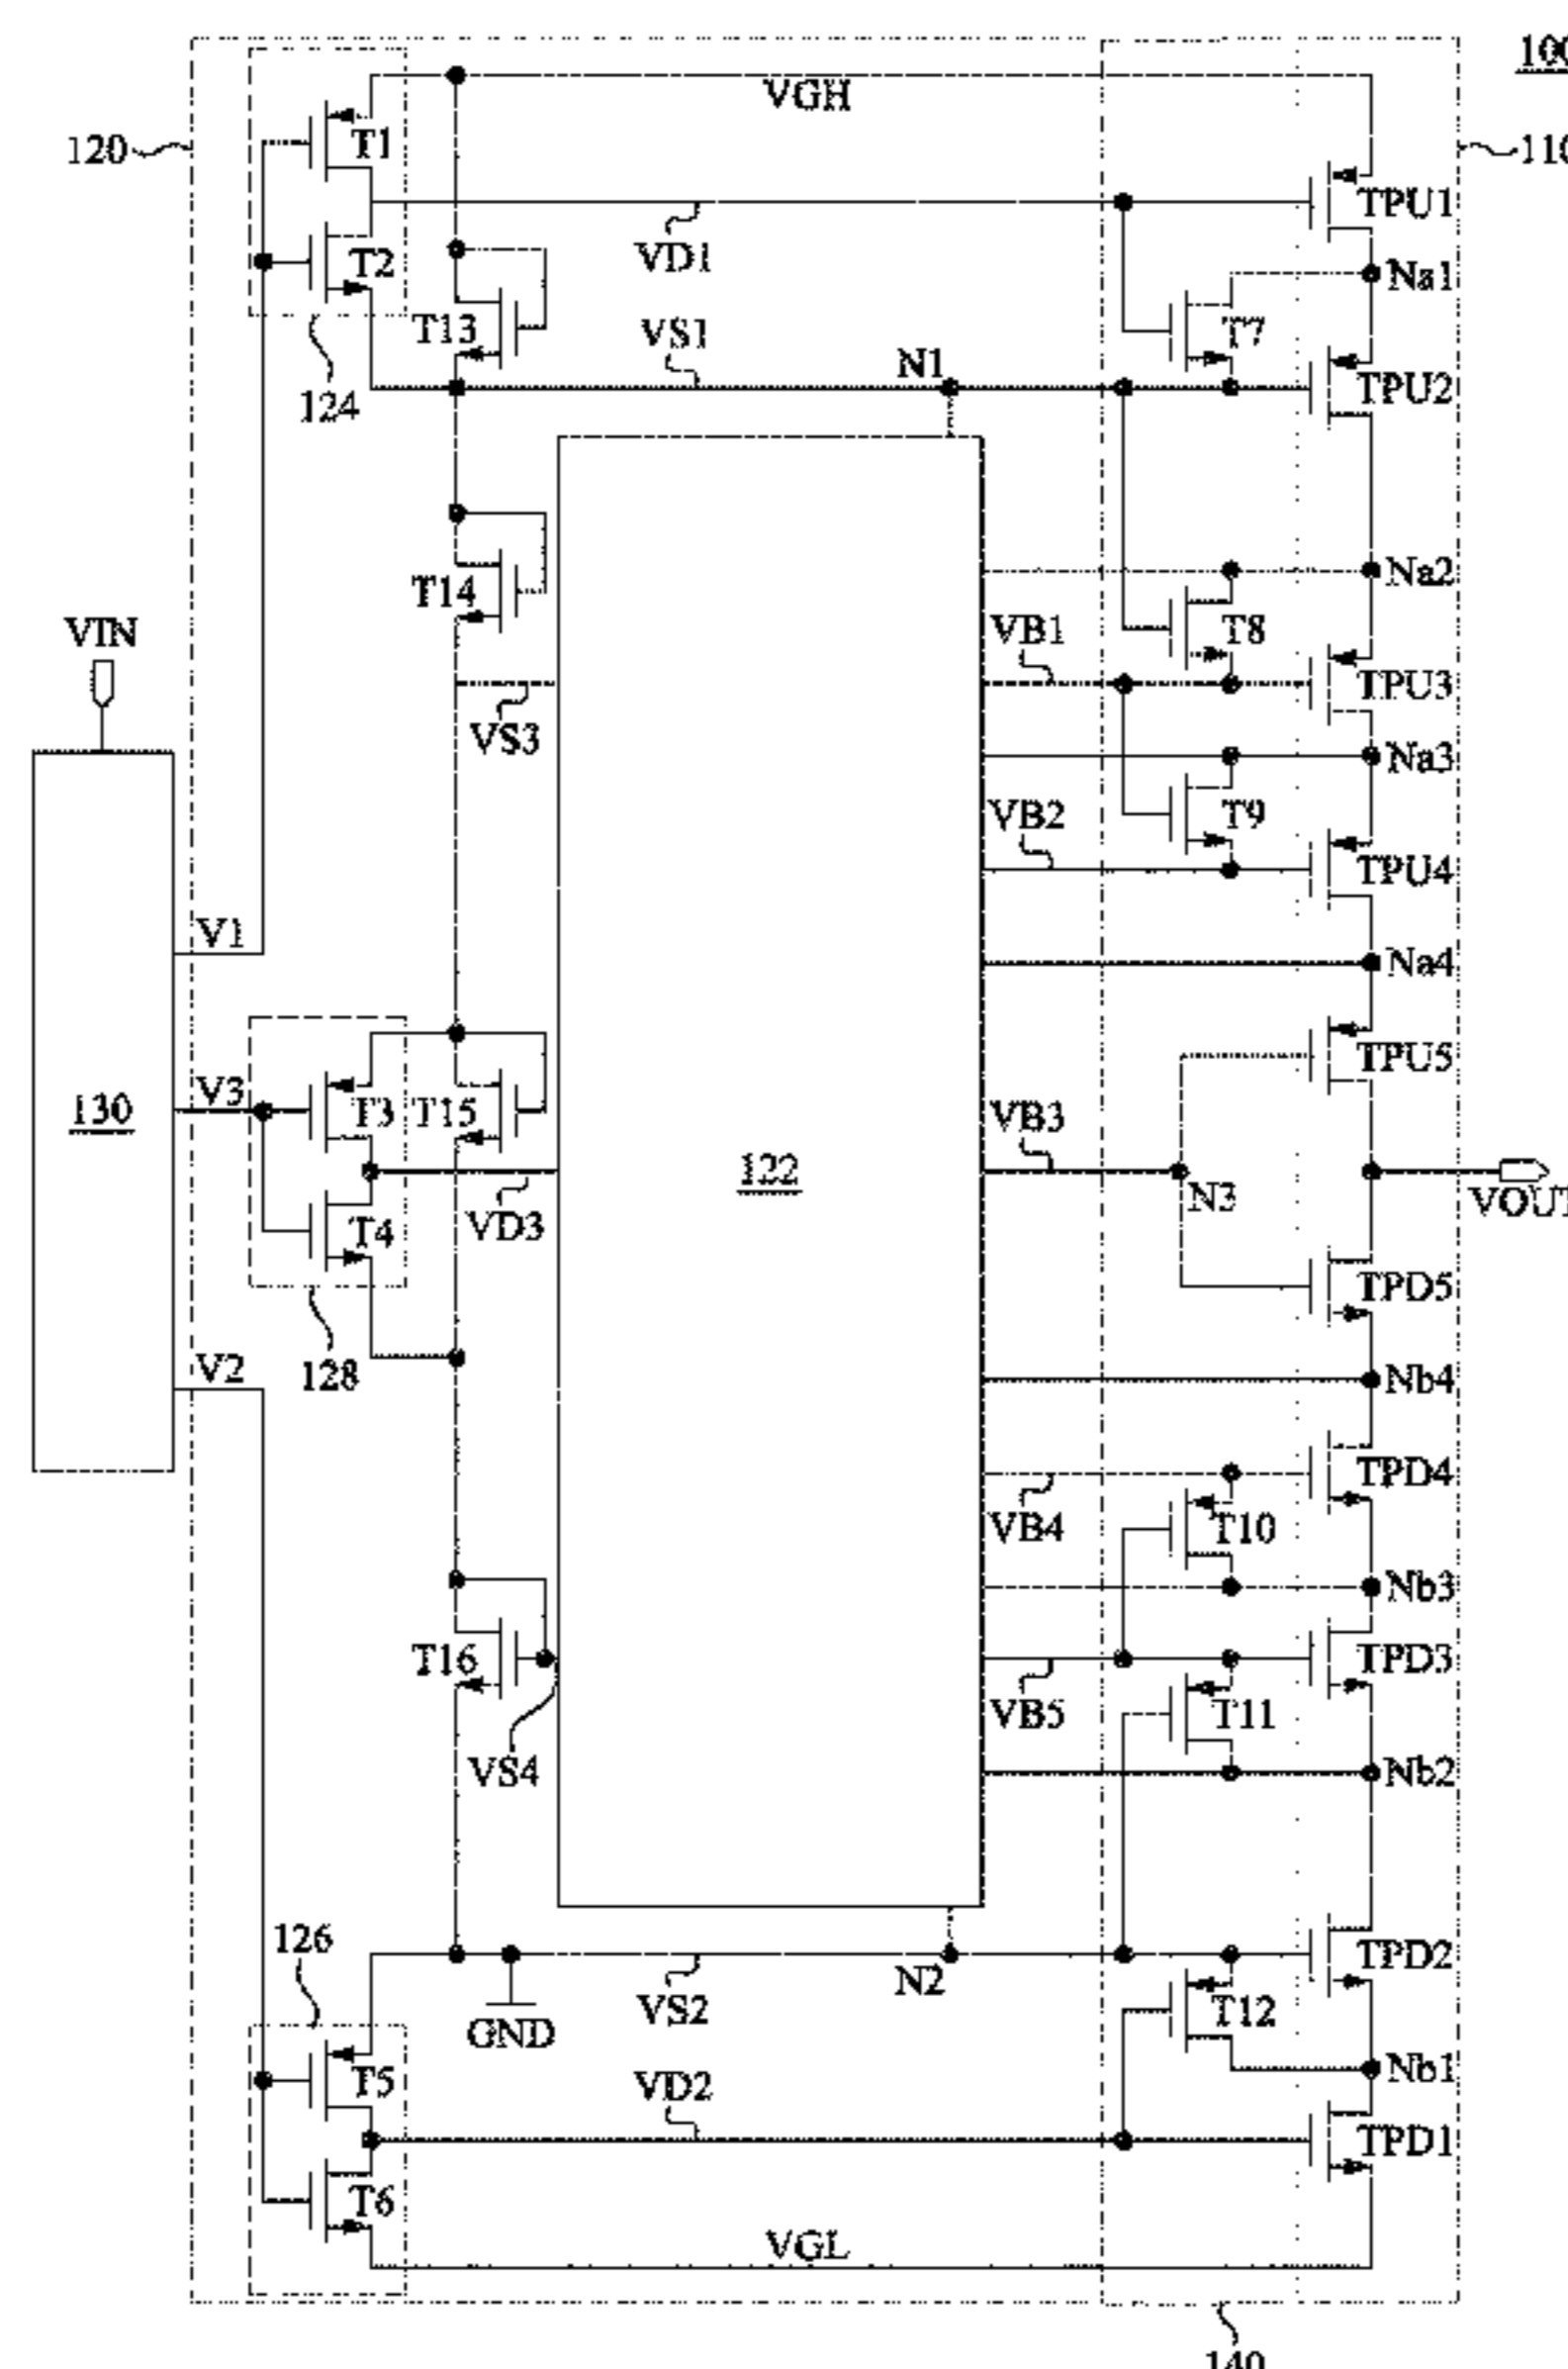 100
VGH
120
T1
110
TPU1
VD1
T2
Na1
T13
VS1
T7
N1
TPU2
124
Na2
T14
VB1
T8
VIN
TPU3
VS3
Na3
VB2
T9
TPU4
V1
Na4
TPU5
V3
T3
T15
VB3
130
122
N3
VOUT
VD3
T4
TPD5
V2
128
Nb4
TPD4
VB4
T10
Nb3
T16
TPD3
VB5
T11
VS4
Nb2
126
TPD2
N2
VS2
T12
GND
Nb1
T5
VD2
TPD1
T6
VGL
140